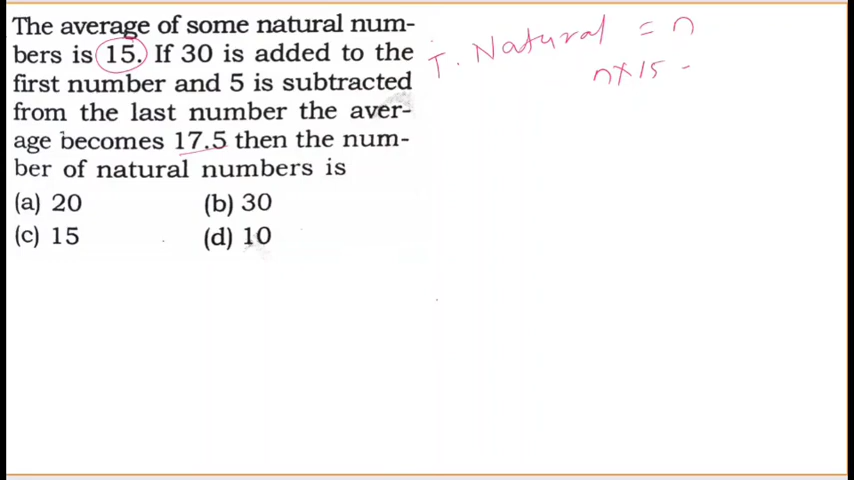 The average of some natural num-
bers is 15. If 30 is added to the
first number and 5 is subtracted
from the last number the aver-
age becomes 17.5 then the num-
ber of natural numbers is
(a) 20 (b) 30
(c) 15 (d) 10
T. Natural = n
n×15 -